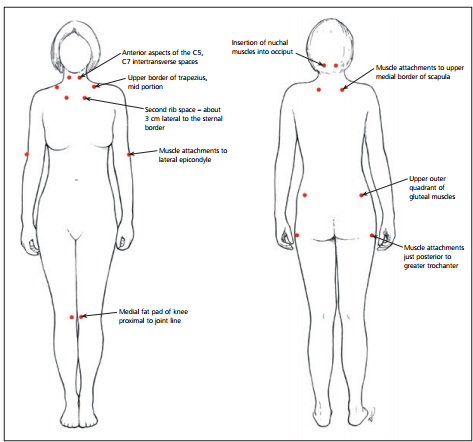 Anterior aspects of the C5,
C7 intertransverse spaces
Upper border of trapezius,
mid portion
Second rib space – about
3 cm lateral to the sternal
border
Muscle attachments to
lateral epicondyle
Medial fat pad of knee
proximal to joint line
Insertion of nuchal
muscles into occiput
Muscle attachments to upper
medial border of scapula
Upper outer
quadrant of
gluteal muscles
Muscle attachments
just posterior to
greater trochanter